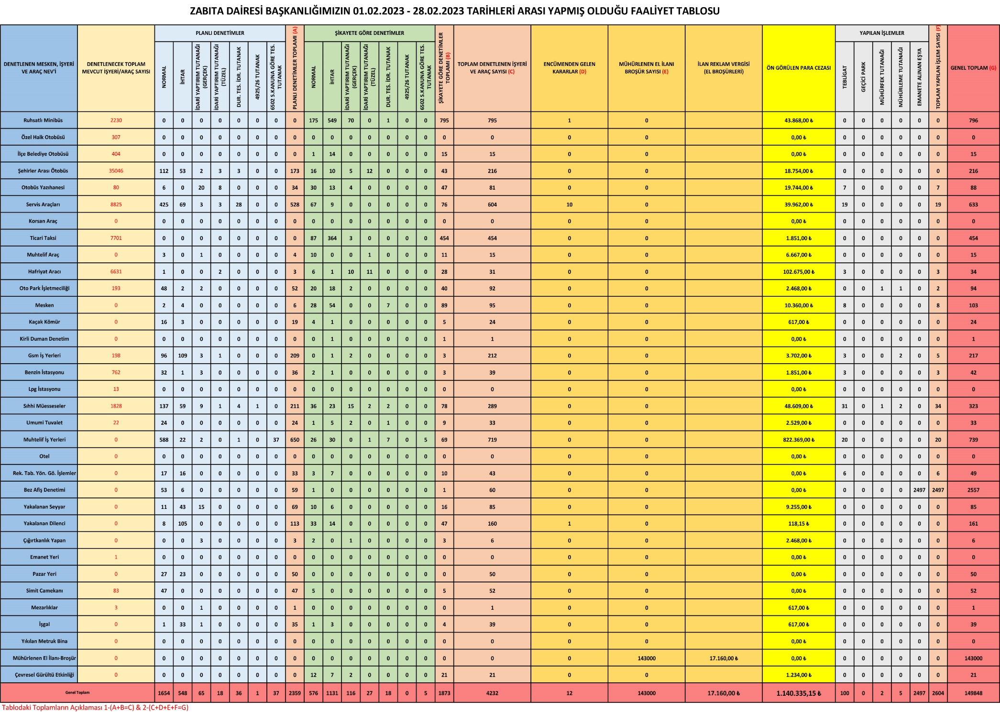 ZABITA DAİRESİ BAŞKANLIĞIMIZIN 01.02.2023 - 28.02.2023 TARİHLERİ ARASI YAPMIŞ OLDUĞU FAALİYET TABLOSU
DENETLENEN MESKEN, İŞYERİ VE ARAÇ NEV'İ
DENETLENECEK TOPLAM MEVCUT İŞYERİ/ARAÇ SAYISI
PLANLI DENETİMLER
NORMAL
İHTAR
İDARİ YAPTIRIM TUTANAĞI (GERÇEK)
İDARİ YAPTIRIM TUTANAĞI (TÜZEL)
DUR. TES. İDR. TUTANAK
4925/26 TUTANAK
6502 S.KANUNA GÖRE TES. TUTANAK
PLANLI DENETİMLER TOPLAMI (A)
ŞİKAYETE GÖRE DENETİMLER
NORMAL
İHTAR
İDARİ YAPTIRIM TUTANAĞI (GERÇEK)
İDARİ YAPTIRIM TUTANAĞI (TÜZEL)
DUR. TES. İDR. TUTANAK
4925/26 TUTANAK
6502 S.KANUNA GÖRE TES. TUTANAK
ŞİKAYETE GÖRE DENETİMLER TOPLAMI (B)
TOPLAM DENETLENEN İŞYERİ VE ARAÇ SAYISI (C)
ENCÜMENDEN GELEN KARARLAR (D)
MÜHÜRLENEN EL İLANI BROŞÜR SAYISI (E)
İLAN REKLAM VERGİSİ (EL BROŞÜRLERİ)
ÖN GÖRÜLEN PARA CEZASI
YAPILAN İŞLEMLER
TEBLİGAT
GEÇİCİ PARK
MÜHÜRFEK TUTANAĞI
MÜHÜRLEME TUTANAĞI
EMANETE ALINAN EŞYA
TOPLAM YAPILAN İŞLEM SAYISI (F)
GENEL TOPLAM (G)
Ruhsatlı Minibüs 2230 0 0 0 0 0 0 0 0 175 549 70 0 1 0 0 795 795 1 0 43.868,00 ₺ 0 0 0 0 0 0 796
Özel Halk Otobüsü 307 0 0 0 0 0 0 0 0 0 0 0 0 0 0 0 0 0 0 0 0,00 ₺ 0 0 0 0 0 0 0
İlçe Belediye Otobüsü 404 0 0 0 0 0 0 0 0 1 14 0 0 0 0 0 15 15 0 0 0,00 ₺ 0 0 0 0 0 0 15
Şehirler Arası Ötobüs 35046 112 53 2 3 3 0 0 173 16 10 5 12 0 0 0 43 216 0 0 18.754,00 ₺ 0 0 0 0 0 0 216
Otobüs Yazıhanesi 80 6 0 20 8 0 0 0 34 30 13 4 0 0 0 0 47 81 0 0 19.744,00 ₺ 7 0 0 0 0 7 88
Servis Araçları 8825 425 69 3 3 28 0 0 528 67 9 0 0 0 0 0 76 604 10 0 39.962,00 ₺ 19 0 0 0 0 19 633
Korsan Araç 0 0 0 0 0 0 0 0 0 0 0 0 0 0 0 0 0 0 0 0 0,00 ₺ 0 0 0 0 0 0 0
Ticari Taksi 7701 0 0 0 0 0 0 0 0 87 364 3 0 0 0 0 454 454 0 0 1.851,00 ₺ 0 0 0 0 0 0 454
Muhtelif Araç 0 3 0 1 0 0 0 0 4 10 0 0 1 0 0 0 11 15 0 0 6.667,00 ₺ 0 0 0 0 0 0 15
Hafriyat Aracı 6631 1 0 0 2 0 0 0 3 6 1 10 11 0 0 0 28 31 0 0 102.675,00 ₺ 3 0 0 0 0 3 34
Oto Park İşletmeciliği 193 48 2 2 0 0 0 0 52 20 18 2 0 0 0 0 40 92 0 0 2.468,00 ₺ 0 0 1 1 0 2 94
Mesken 0 2 4 0 0 0 0 0 6 28 54 0 0 7 0 0 89 95 0 0 10.360,00 ₺ 8 0 0 0 0 8 103
Kaçak Kömür 0 16 3 0 0 0 0 0 19 4 1 0 0 0 0 0 5 24 0 0 617,00 ₺ 0 0 0 0 0 0 24
Kirli Duman Denetim 0 0 0 0 0 0 0 0 0 0 1 0 0 0 0 0 1 1 0 0 0,00 ₺ 0 0 0 0 0 0 1
Gsm İş Yerleri 198 96 109 3 1 0 0 0 209 0 1 2 0 0 0 0 3 212 0 0 3.702,00 ₺ 3 0 0 2 0 5 217
Benzin İstasyonu 762 32 1 3 0 0 0 0 36 2 1 0 0 0 0 0 3 39 0 0 1.851,00 ₺ 3 0 0 0 0 3 42
Lpg İstasyonu 13 0 0 0 0 0 0 0 0 0 0 0 0 0 0 0 0 0 0 0 0,00 ₺ 0 0 0 0 0 0 0
Sıhhi Müesseseler 1828 137 59 9 1 4 1 0 211 36 23 15 2 2 0 0 78 289 0 0 48.609,00 ₺ 31 0 1 2 0 34 323
Umumi Tuvalet 22 24 0 0 0 0 0 0 24 1 5 2 0 1 0 0 9 33 0 0 2.529,00 ₺ 0 0 0 0 0 0 33
Muhtelif İş Yerleri 0 588 22 2 0 1 0 37 650 26 30 0 1 7 0 5 69 719 0 0 822.369,00 ₺ 20 0 0 0 0 20 739
Otel 0 0 0 0 0 0 0 0 0 0 0 0 0 0 0 0 0 0 0 0 0,00 ₺ 0 0 0 0 0 0 0
Rek. Tab. Yön. Gö. İşlemler 0 17 16 0 0 0 0 0 33 3 7 0 0 0 0 0 10 43 0 0 0,00 ₺ 6 0 0 0 0 6 49
Bez Afiş Denetimi 0 53 6 0 0 0 0 0 59 1 0 0 0 0 0 0 1 60 0 0 0,00 ₺ 0 0 0 0 2497 2497 2557
Yakalanan Seyyar 0 11 43 15 0 0 0 0 69 10 6 0 0 0 0 0 16 85 0 0 9.255,00 ₺ 0 0 0 0 0 0 85
Yakalanan Dilenci 0 8 105 0 0 0 0 0 113 33 14 0 0 0 0 0 47 160 1 0 118,15 ₺ 0 0 0 0 0 0 161
Çığırtkanlık Yapan 0 0 0 3 0 0 0 0 3 2 0 1 0 0 0 0 3 6 0 0 2.468,00 ₺ 0 0 0 0 0 0 6
Emanet Yeri 1 0 0 0 0 0 0 0 0 0 0 0 0 0 0 0 0 0 0 0 0,00 ₺ 0 0 0 0 0 0 0
Pazar Yeri 0 27 23 0 0 0 0 0 50 0 0 0 0 0 0 0 0 50 0 0 0,00 ₺ 0 0 0 0 0 0 50
Simit Camekanı 83 47 0 0 0 0 0 0 47 5 0 0 0 0 0 0 5 52 0 0 0,00 ₺ 0 0 0 0 0 0 52
Mezarlıklar 3 0 0 1 0 0 0 0 1 0 0 0 0 0 0 0 0 1 0 0 617,00 ₺ 0 0 0 0 0 0 1
İşgal 0 1 33 1 0 0 0 0 35 1 3 0 0 0 0 0 4 39 0 0 617,00 ₺ 0 0 0 0 0 0 39
Yıkılan Metruk Bina 0 0 0 0 0 0 0 0 0 0 0 0 0 0 0 0 0 0 0 0 0,00 ₺ 0 0 0 0 0 0 0
Mühürlenen El İlanı-Broşür 0 0 0 0 0 0 0 0 0 0 0 0 0 0 0 0 0 0 0 143000 17.160,00 ₺ 0,00 ₺ 0 0 0 0 0 0 143000
Çevresel Gürültü Etkinliği 0 0 0 0 0 0 0 0 0 12 7 2 0 0 0 0 21 21 0 0 1.234,00 ₺ 0 0 0 0 0 0 21
Genel Toplam 1654 548 65 18 36 1 37 2359 576 1131 116 27 18 0 5 1873 4232 12 143000 17.160,00 ₺ 1.140.335,15 ₺ 100 0 2 5 2497 2604 149848
Tablodaki Toplamların Açıklaması 1-(A+B=C) & 2-(C+D+E+F=G)